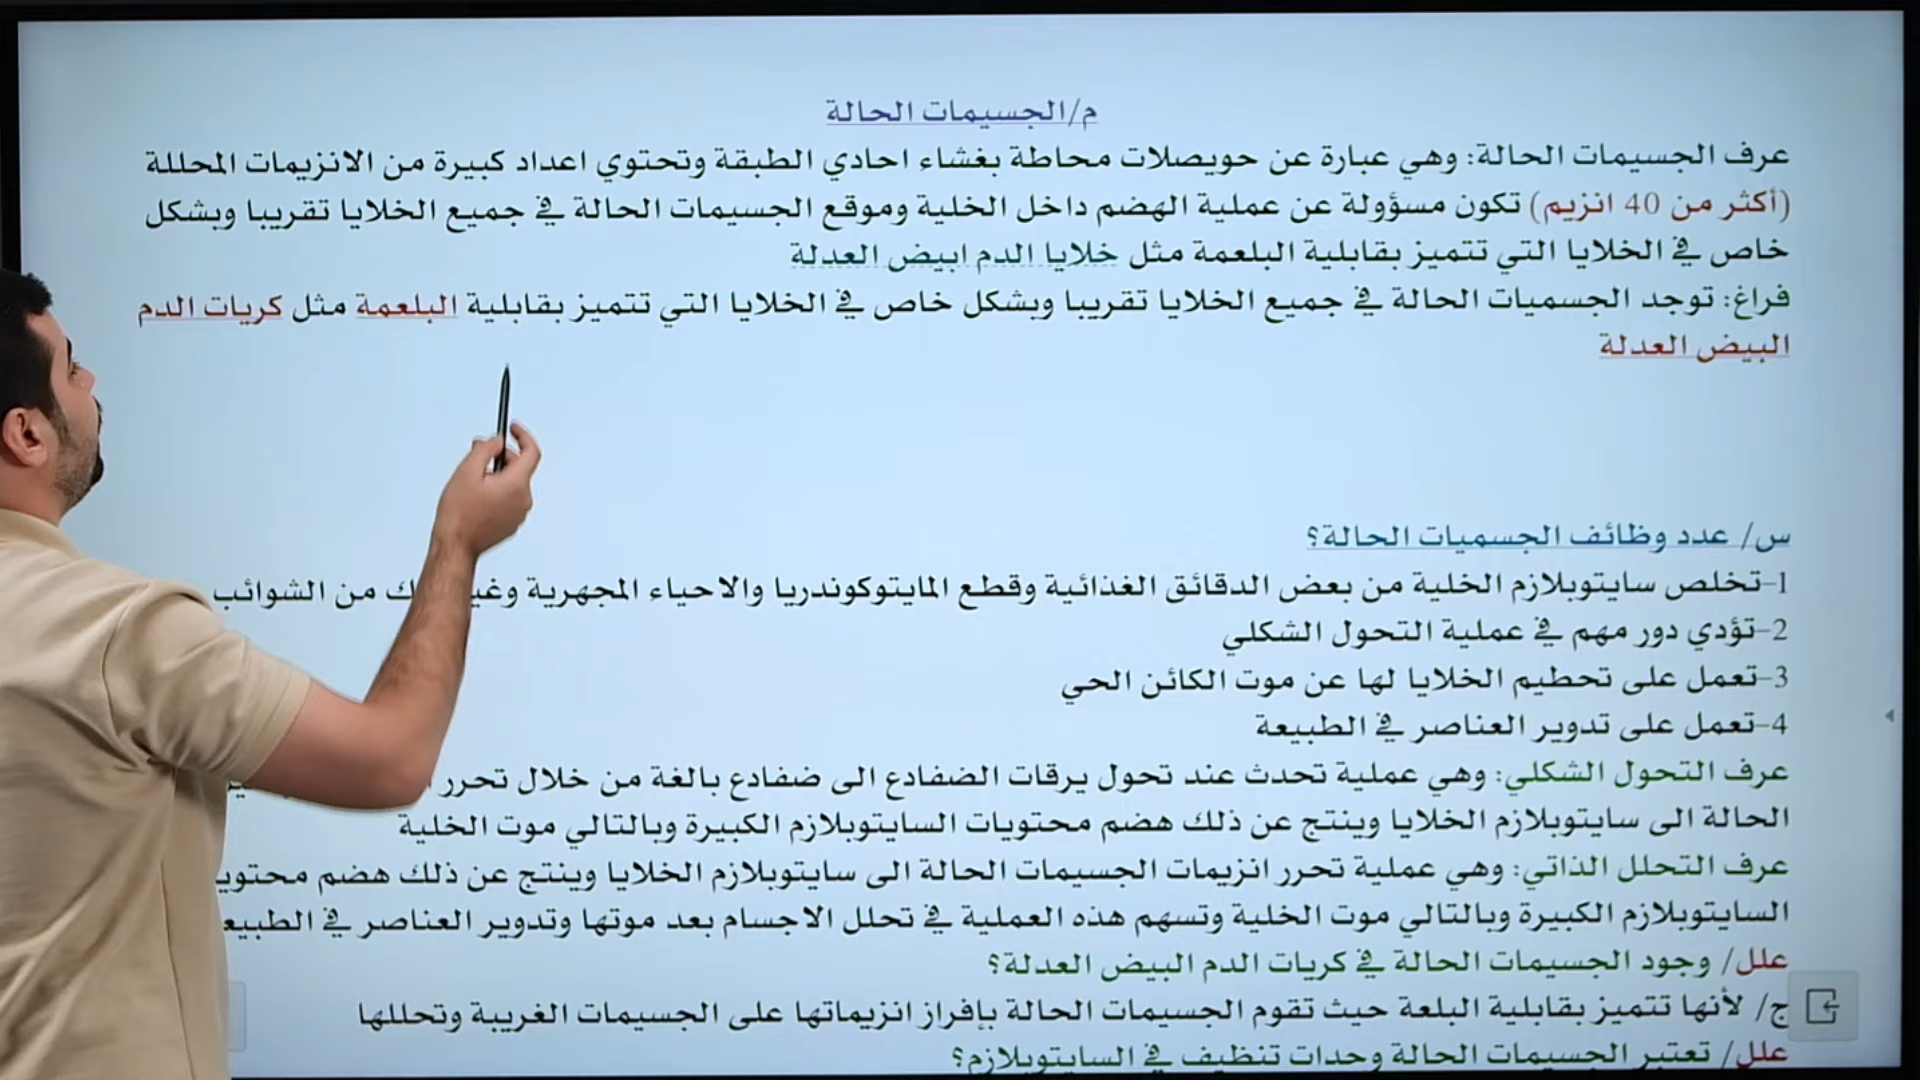 م/الجسيمات الحالة
عرف الجسيمات الحالة: وهي عبارة عن حويصلات محاطة بغشاء احادي الطبقة وتحتوي اعداد كبيرة من الانزيمات المحللة
(أكثر من 40 انزيم) تكون مسؤولة عن عملية الهضم داخل الخلية وموقع الجسيمات الحالة في جميع الخلايا تقريبا وبشكل
خاص في الخلايا التي تتميز بقابلية البلعمة مثل خلايا الدم ابيض العدلة
فراغ: توجد الجسميات الحالة في جميع الخلايا تقريبا وبشكل خاص في الخلايا التي تتميز بقابلية البلعمة مثل كريات الدم
البيض العدلة
س/ عدد وظائف الجسميات الحالة؟
1-تخلص سايتوبلازم الخلية من بعض الدقائق الغذائية وقطع المايتوكوندريا والاحياء المجهرية من الشوائب
2-تؤدي دور مهم في عملية التحول الشكلي
3-تعمل على تحطيم الخلايا لها عن موت الكائن الحي
4-تعمل على تدوير العناصر في الطبيعة
عرف التحول الشكلي: وهي عملية تحدث عند تحول يرقات الضفادع الى ضفادع بالغة من خلال تحرر
الحالة الى سايتوبلازم الخلايا وينتج عن ذلك هضم محتويات السايتوبلازم الكبيرة وبالتالي موت الخلية
عرف التحلل الذاتي: وهي عملية تحرر انزيمات الجسيمات الحالة الى سايتوبلازم الخلايا وينتج عن ذلك هضم
السايتوبلازم الكبيرة وبالتالي موت الخلية وتسهم هذه العملية في تحلل الاجسام بعد موتها وتدوير العناصر في
علل/ وجود الجسيمات الحالة في كريات الدم البيض العدلة؟
ج/ لأنها تتميز بقابلية البلعة حيث تقوم الجسيمات الحالة بإفراز انزيماتها على الجسيمات الغريبة وتحللها
علل/ تعتبر الجسيمات الحالة وحدات تنظيف في السايتوبلازم؟